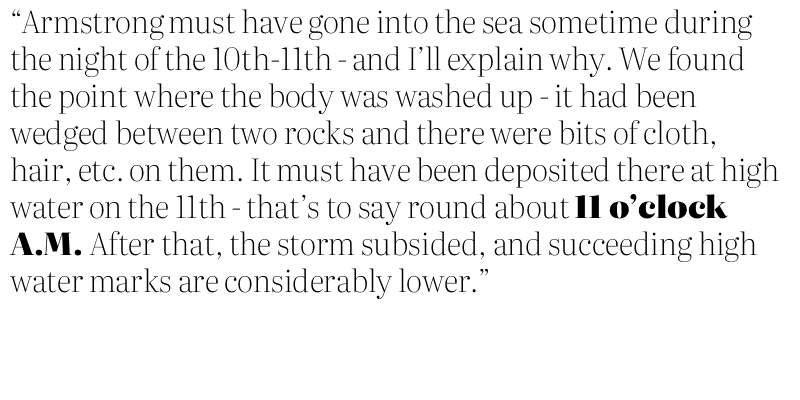 “Armstrong must have gone into the sea sometime during
the night of the 10th-11th - and I’ll explain why. We found
the point where the body was washed up - it had been
wedged between two rocks and there were bits of cloth,
hair, etc. on them. It must have been deposited there at high
water on the 11th - that’s to say round about 11 o’clock
A.M. After that, the storm subsided, and succeeding high
water marks are considerably lower.”